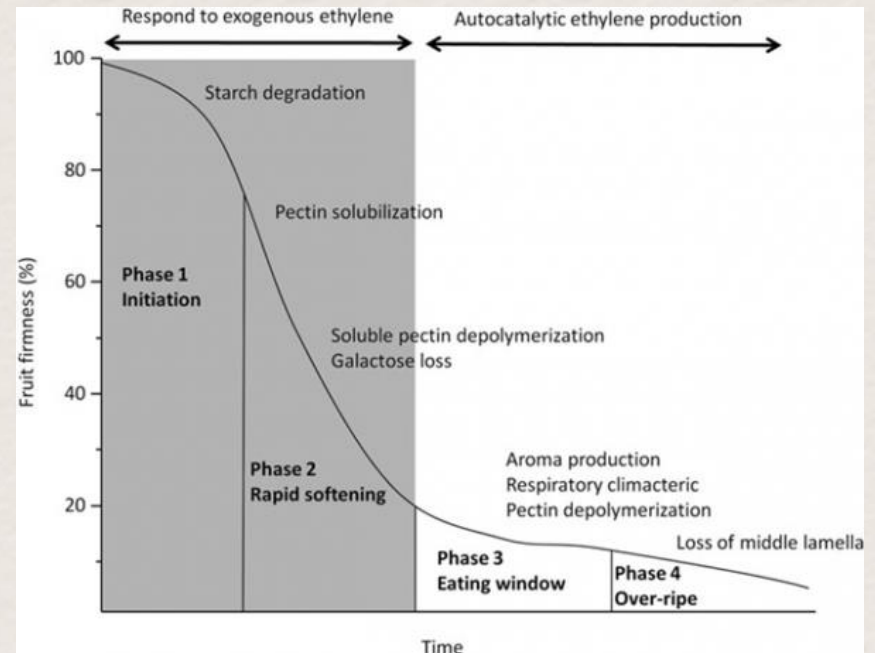 Respond to exogenous ethylene
Autocatalytic ethylene production
100
80
60
40
20
Fruit firmness (%)
Starch degradation
Pectin solubilization
Phase 1
Initiation
Soluble pectin depolymerization
Galactose loss
Phase 2
Rapid softening
Aroma production
Respiratory climacteric
Pectin depolymerization
Loss of middle lamella
Phase 3
Eating window
Phase 4
Over-ripe
Time